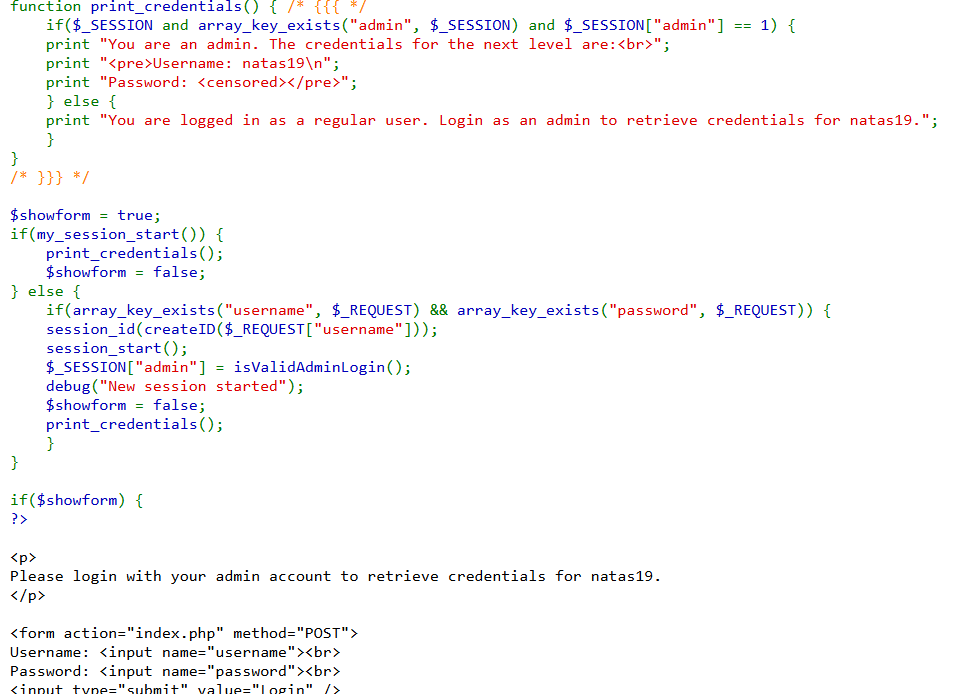 function print_credentials() { /* {{{ */
    if($_SESSION and array_key_exists("admin", $_SESSION) and $_SESSION["admin"] == 1) {
    print "You are an admin. The credentials for the next level are:<br>";
    print "<pre>Username: natas19\n";
    print "Password: <censored></pre>";
    } else {
    print "You are logged in as a regular user. Login as an admin to retrieve credentials for natas19.";
    }
}
/* }}} */

$showform = true;
if(my_session_start()) {
    print_credentials();
    $showform = false;
} else {
    if(array_key_exists("username", $_REQUEST) && array_key_exists("password", $_REQUEST)) {
    session_id(createID($_REQUEST["username"]));
    session_start();
    $_SESSION["admin"] = isValidAdminLogin();
    debug("New session started");
    $showform = false;
    print_credentials();
    }
}

if($showform) {
?>

<p>
Please login with your admin account to retrieve credentials for natas19.
</p>

<form action="index.php" method="POST">
Username: <input name="username"><br>
Password: <input name="password"><br>
<input type="submit" value="Login" />